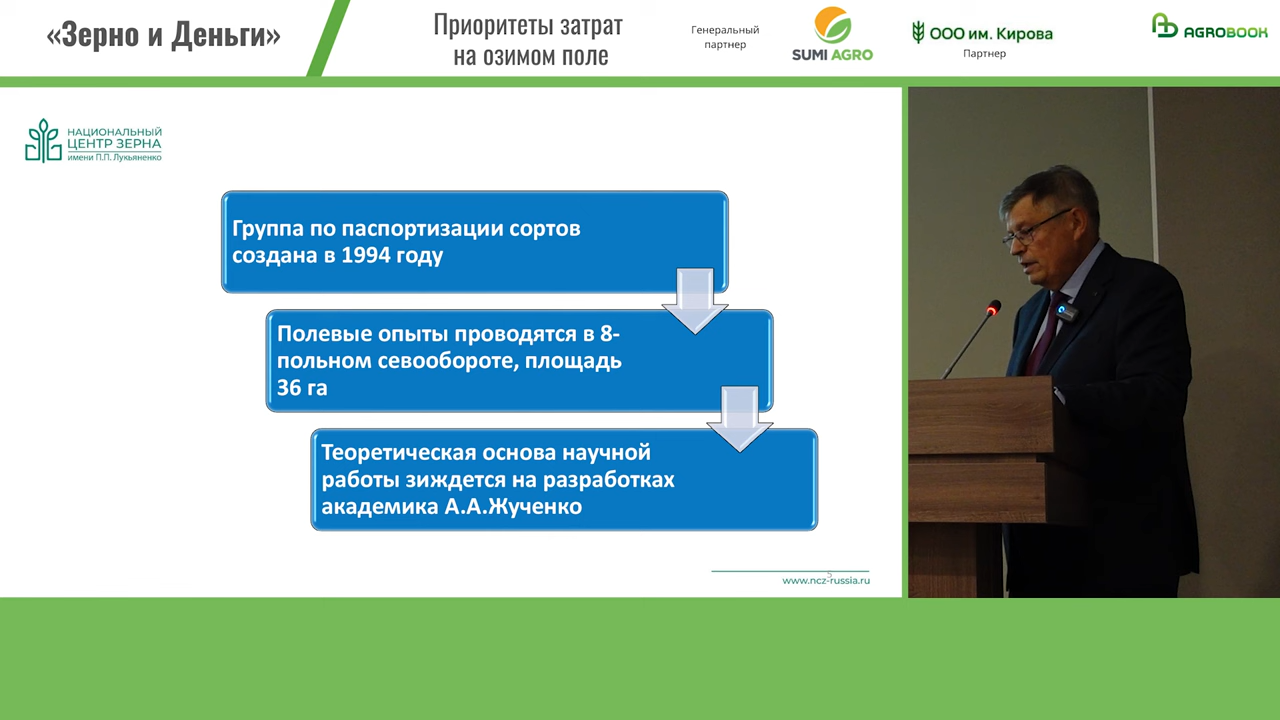 «Зерно и Деньги»
Приоритеты затрат
на озимом поле
Генеральный
партнер
SUMI AGRO
ООО им. Кирова
Партнер
AGROBOOK
НАЦИОНАЛЬНЫЙ
ЦЕНТР ЗЕРНА
имени П.П. Лукьяненко
Группа по паспортизации сортов
создана в 1994 году
Полевые опыты проводятся в 8-
польном севообороте, площадь
36 га
Теоретическая основа научной
работы зиждется на разработках
академика А.А.Жученко
5
www.ncz-russia.ru